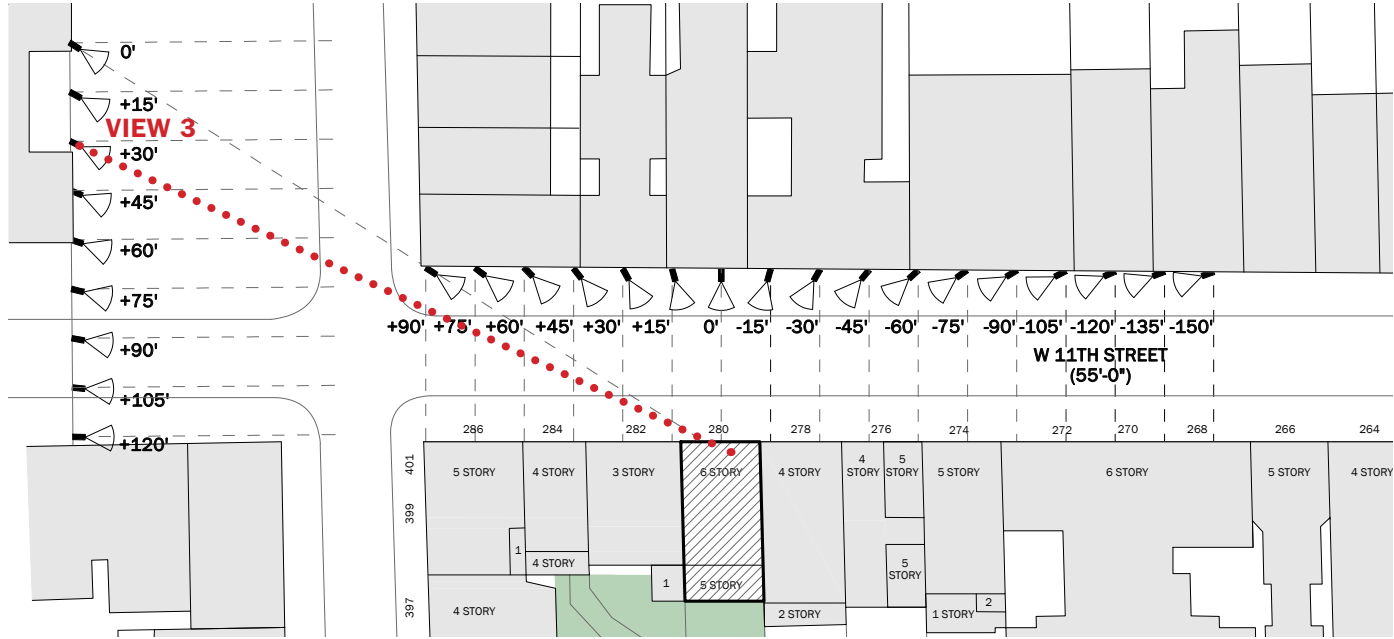 0'
+15'
VIEW 3
+30'
+45'
+60'
+75'
+90'
+105'
+120'
+90' +75' +60' +45' +30' +15' 0' -15' -30' -45' -60' -75' -90' -105' -120' -135' -150'
W 11TH STREET
(55'-0")
286 284 282 280 278 276 274 272 270 268 266 264
401
399
397
5 STORY
4 STORY
3 STORY
6 STORY
4 STORY
4
STORY
5
STORY
5 STORY
6 STORY
5 STORY
4 STORY
1
4 STORY
1
5 STORY
5
STORY
4 STORY
2 STORY
1 STORY
2